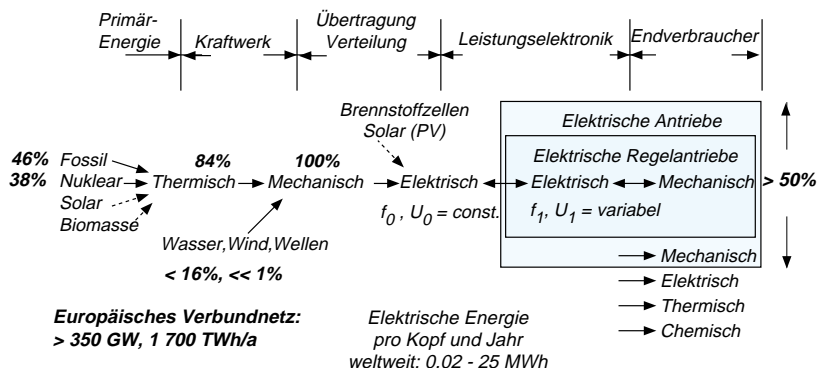 Primär-
Energie
Kraftwerk
Übertragung
Verteilung
Leistungselektronik
Endverbraucher
Brennstoffzellen
Solar (PV)
Elektrische Antriebe
Elektrische Regelantriebe
46% Fossil
84%
100%
38% Nuklear Thermisch Mechanisch Elektrisch Elektrisch Mechanisch > 50%
Solar
Biomasse
f0 , U0 = const.
f1, U1 = variabel
Wasser,Wind,Wellen
< 16%, << 1%
Mechanisch
Elektrisch
Thermisch
Chemisch
Europäisches Verbundnetz:
> 350 GW, 1 700 TWh/a
Elektrische Energie
pro Kopf und Jahr
weltweit: 0.02 - 25 MWh